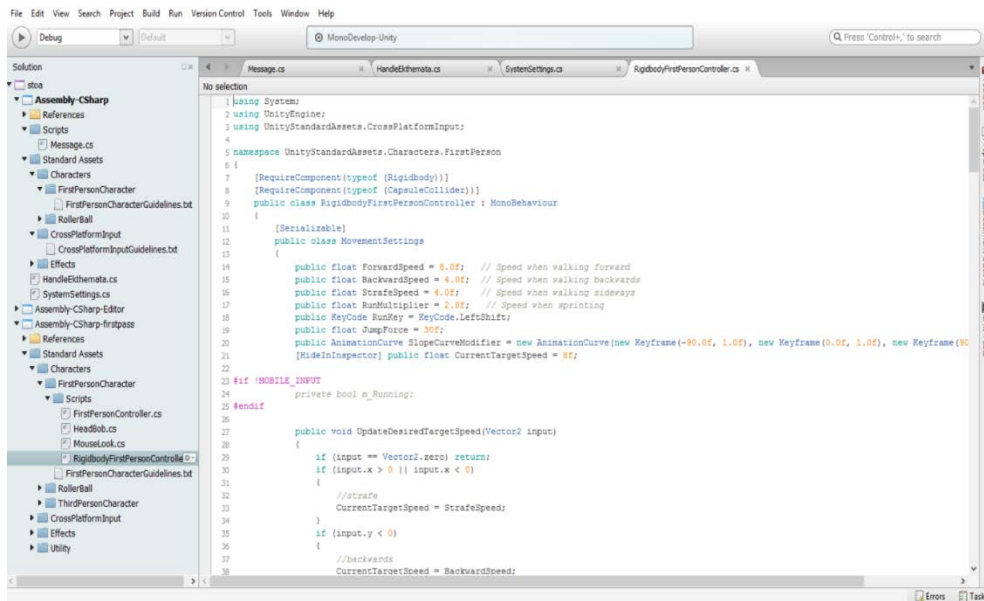 File Edit View Search Project Build Run Version Control Tools Window Help
Debug Default MonoDevelop-Unity Press 'Control+,' to search
Solution
stoa
Assembly-CSharp
References
Scripts
Message.cs
Standard Assets
Characters
FirstPersonCharacter
FirstPersonCharacterGuidelines.txt
RollerBall
CrossPlatformInput
CrossPlatformInputGuidelines.txt
Effects
HandleEkthemata.cs
SystemSettings.cs
Assembly-CSharp-Editor
Assembly-CSharp-firstpass
References
Standard Assets
Characters
FirstPersonCharacter
Scripts
FirstPersonController.cs
HeadBob.cs
MouseLook.cs
RigidbodyFirstPersonControlle
FirstPersonCharacterGuidelines.txt
RollerBall
ThirdPersonCharacter
CrossPlatformInput
Effects
Utility
Message.cs HandleEkthemata.cs SystemSettings.cs RigidbodyFirstPersonController.cs
No selection
1 using System;
2 using UnityEngine;
3 using UnityStandardAssets.CrossPlatformInput;
4
5 namespace UnityStandardAssets.Characters.FirstPerson
6 {
7 [RequireComponent(typeof (Rigidbody))]
8 [RequireComponent(typeof (CapsuleCollider))]
9 public class RigidbodyFirstPersonController : MonoBehaviour
10 {
11 [Serializable]
12 public class MovementSettings
13 {
14 public float ForwardSpeed = 8.0f; // Speed when walking forward
15 public float BackwardSpeed = 4.0f; // Speed when walking backwards
16 public float StrafeSpeed = 4.0f; // Speed when walking sideways
17 public float RunMultiplier = 2.0f; // Speed when sprinting
18 public KeyCode RunKey = KeyCode.LeftShift;
19 public float JumpForce = 30f;
20 public AnimationCurve SlopeCurveModifier = new AnimationCurve(new Keyframe(-90.0f, 1.0f), new Keyframe(0.0f, 1.0f), new Keyframe(90
21 [HideInInspector] public float CurrentTargetSpeed = 8f;
22
23 #if !MOBILE_INPUT
24 private bool m_Running;
25 #endif
26
27 public void UpdateDesiredTargetSpeed(Vector2 input)
28 {
29 if (input == Vector2.zero) return;
30 if (input.x > 0 || input.x < 0)
31 {
32 //strafe
33 CurrentTargetSpeed = StrafeSpeed;
34 }
35 if (input.y < 0)
36 {
37 //backwards
38 CurrentTargetSpeed = BackwardSpeed;
Errors Task